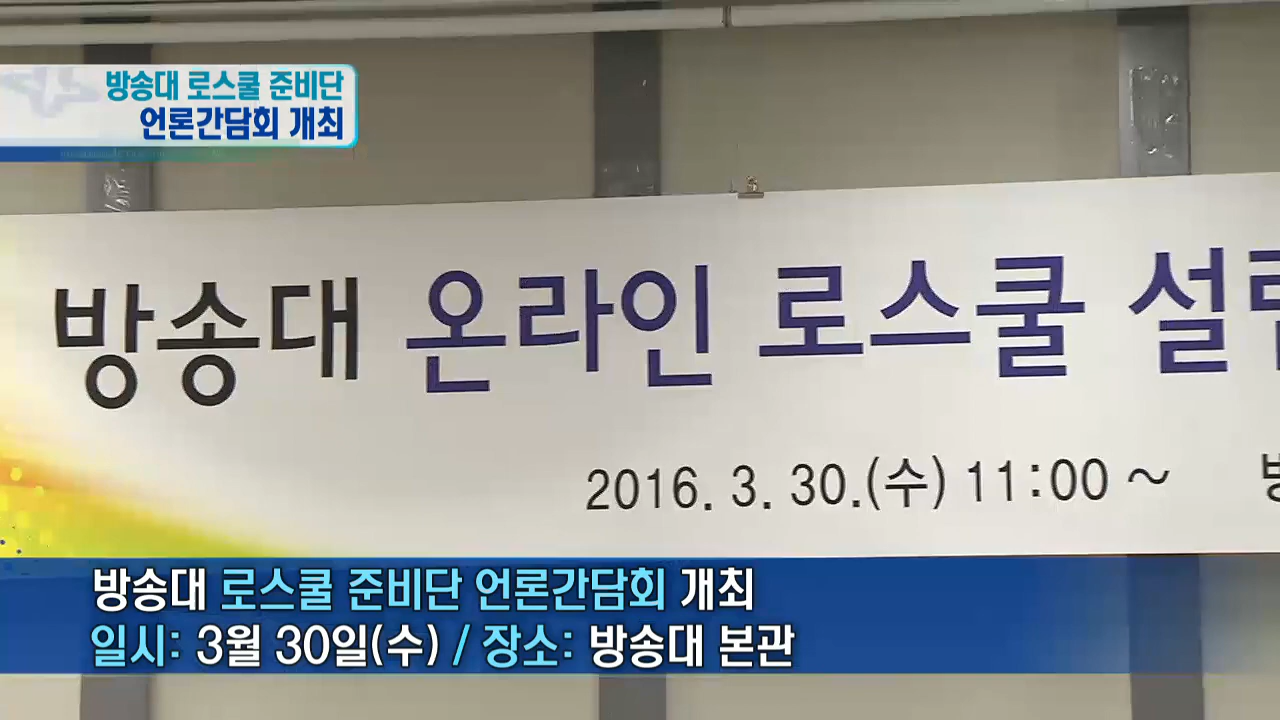 방송대 로스쿨 준비단
언론간담회 개최
방송대 온라인 로스쿨
2016. 3. 30.(수) 11:00 ~
방송대 로스쿨 준비단 언론간담회 개최
일시: 3월 30일(수) / 장소: 방송대 본관